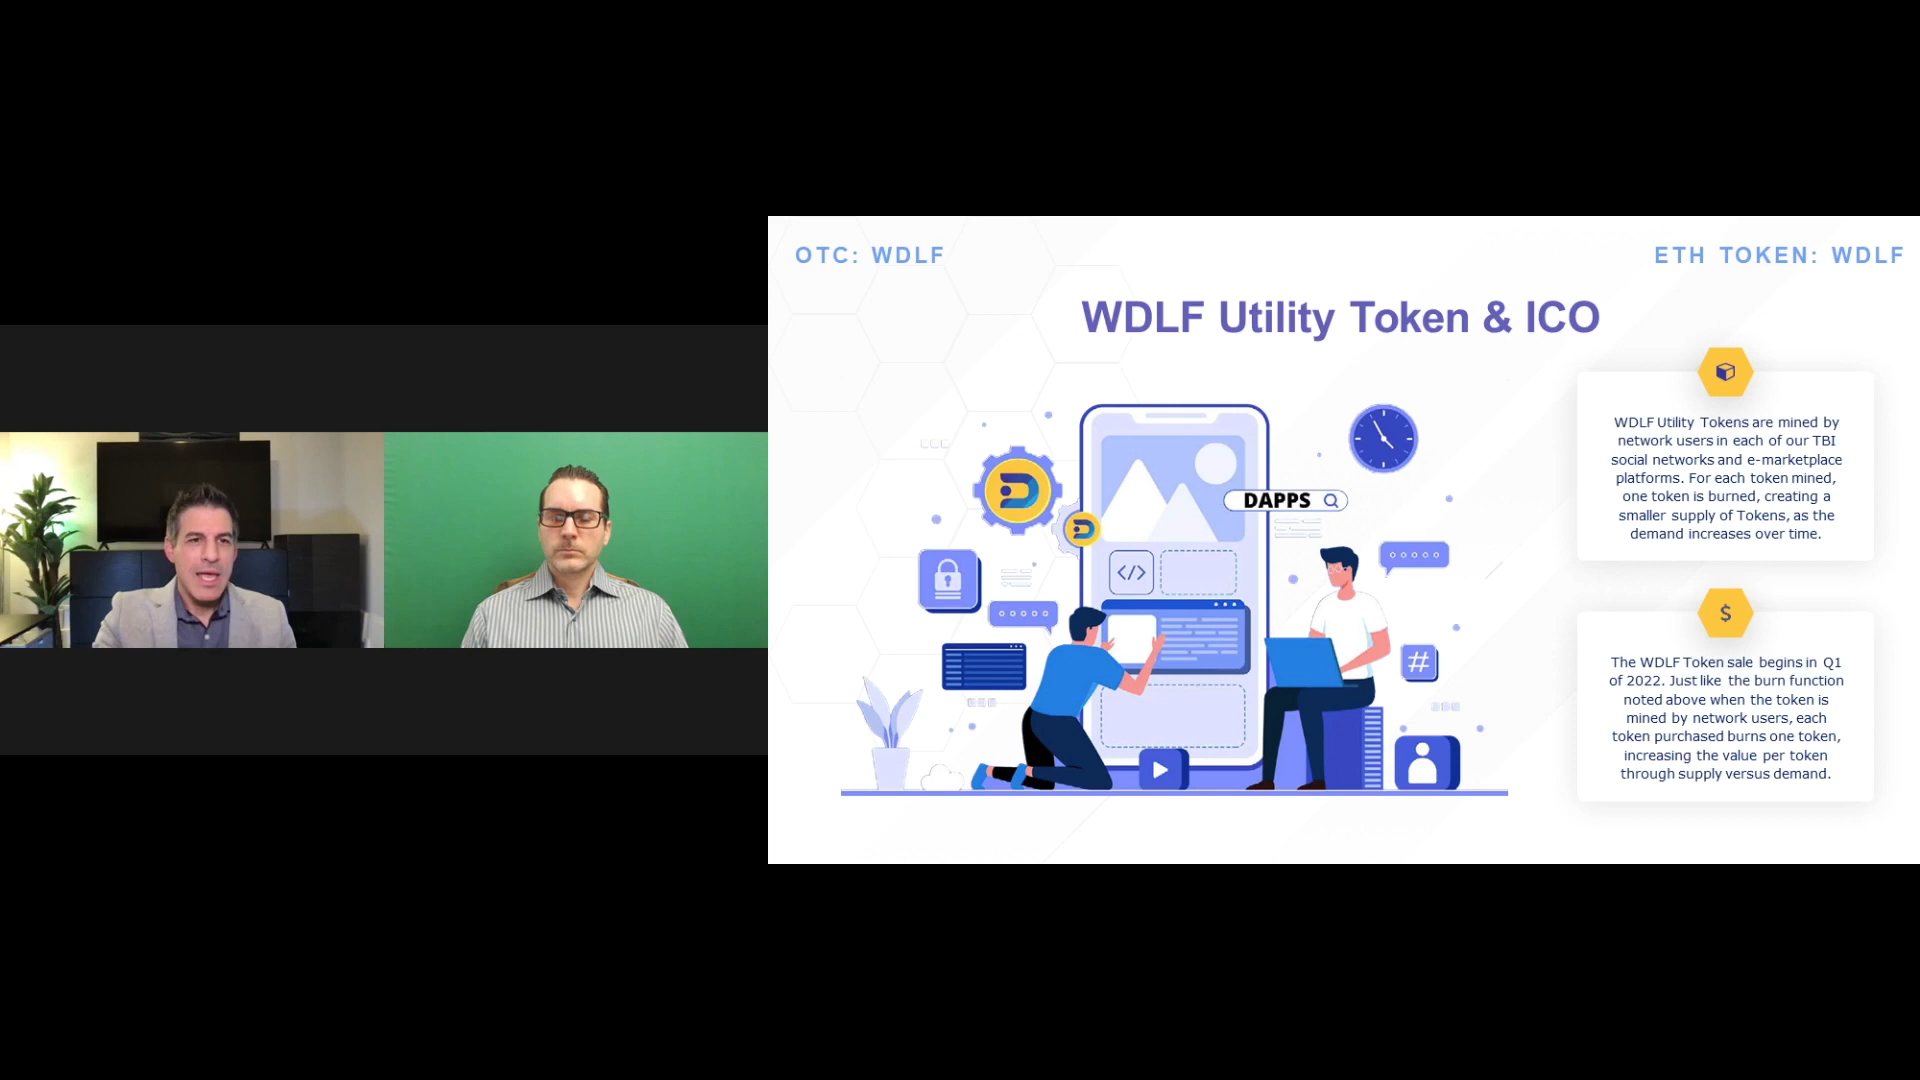 OTC: WDLF
ETH TOKEN: WDLF
WDLF Utility Token & ICO
DAPPS
</>
#
WDLF Utility Tokens are mined by
network users in each of our TBI
social networks and e-marketplace
platforms. For each token mined,
one token is burned, creating a
smaller supply of Tokens, as the
demand increases over time.
$
The WDLF Token sale begins in Q1
of 2022. Just like the burn function
noted above when the token is
mined by network users, each
token purchased burns one token,
increasing the value per token
through supply versus demand.